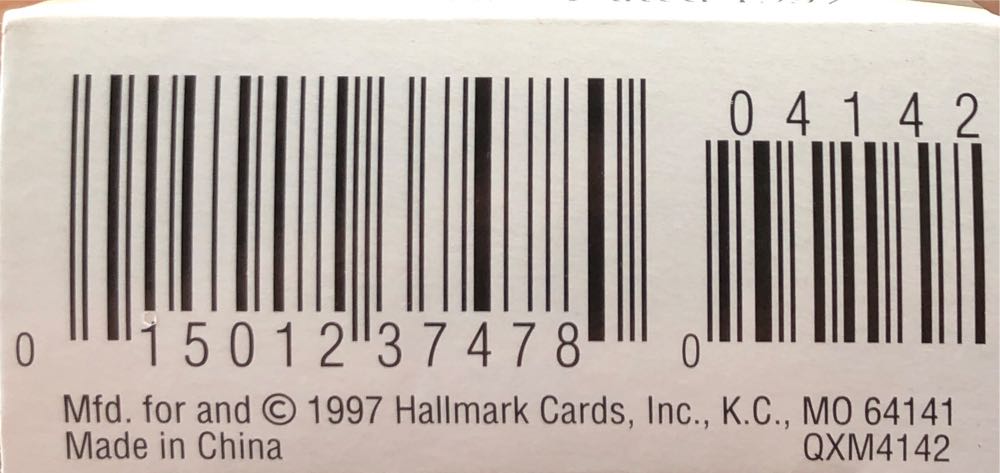 04142
0 15012 37478 0
Mfd. for and © 1997 Hallmark Cards, Inc., K.C., MO 64141
Made in China QXM4142